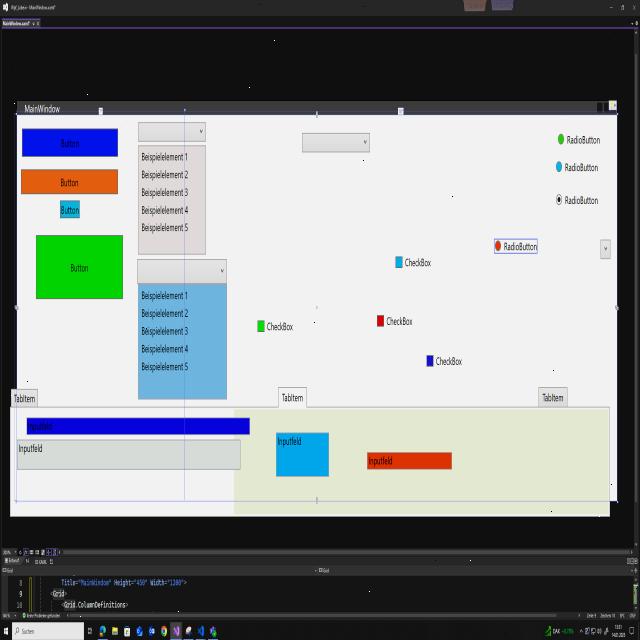 MainWindow
Button
Button
Button
Button
Beispielelement 1
Beispielelement 2
Beispielelement 3
Beispielelement 4
Beispielelement 5
Beispielelement 1
Beispielelement 2
Beispielelement 3
Beispielelement 4
Beispielelement 5
RadioButton
RadioButton
RadioButton
RadioButton
CheckBox
CheckBox
CheckBox
CheckBox
TabItem
TabItem
TabItem
Inputfeld
Inputfeld
Inputfeld
Inputfeld
8 Title="MainWindow" Height="450" Width="1200">
9 <Grid>
10 <Grid.ColumnDefinitions>
Suchen
DAX